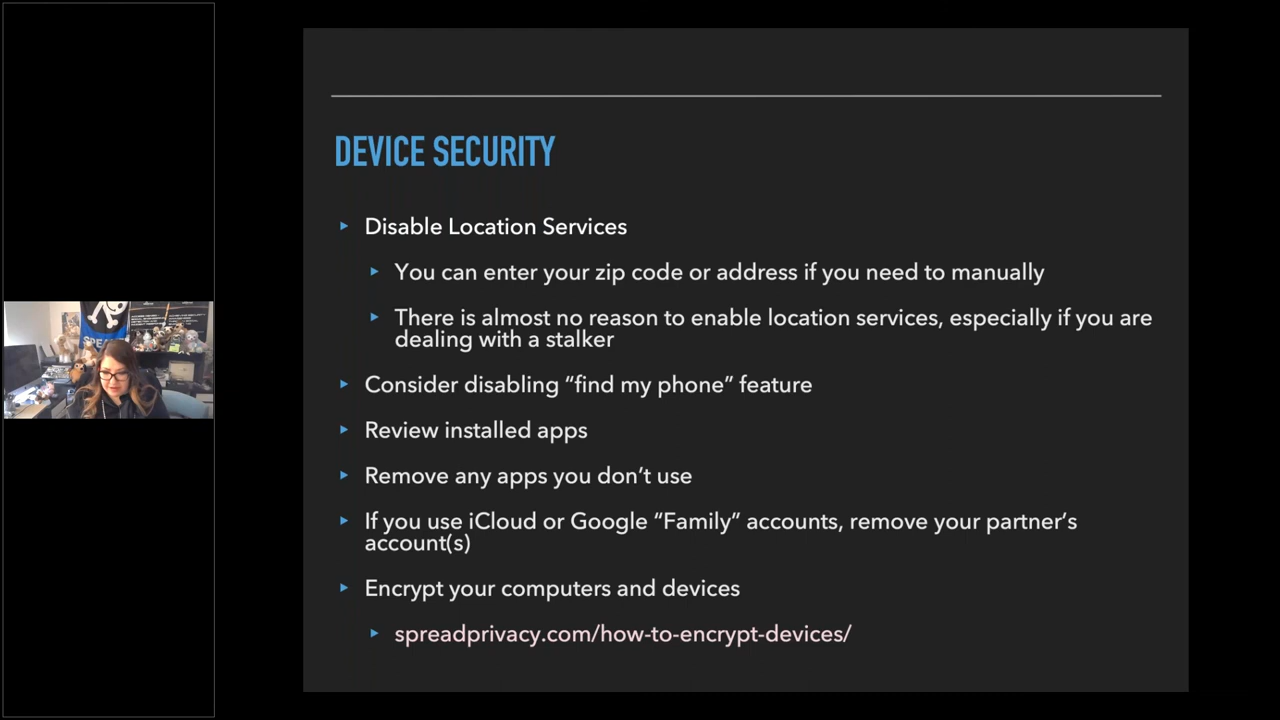 DEVICE SECURITY
Disable Location Services
You can enter your zip code or address if you need to manually
There is almost no reason to enable location services, especially if you are
dealing with a stalker
Consider disabling “find my phone” feature
Review installed apps
Remove any apps you don’t use
If you use iCloud or Google “Family” accounts, remove your partner’s
account(s)
Encrypt your computers and devices
spreadprivacy.com/how-to-encrypt-devices/